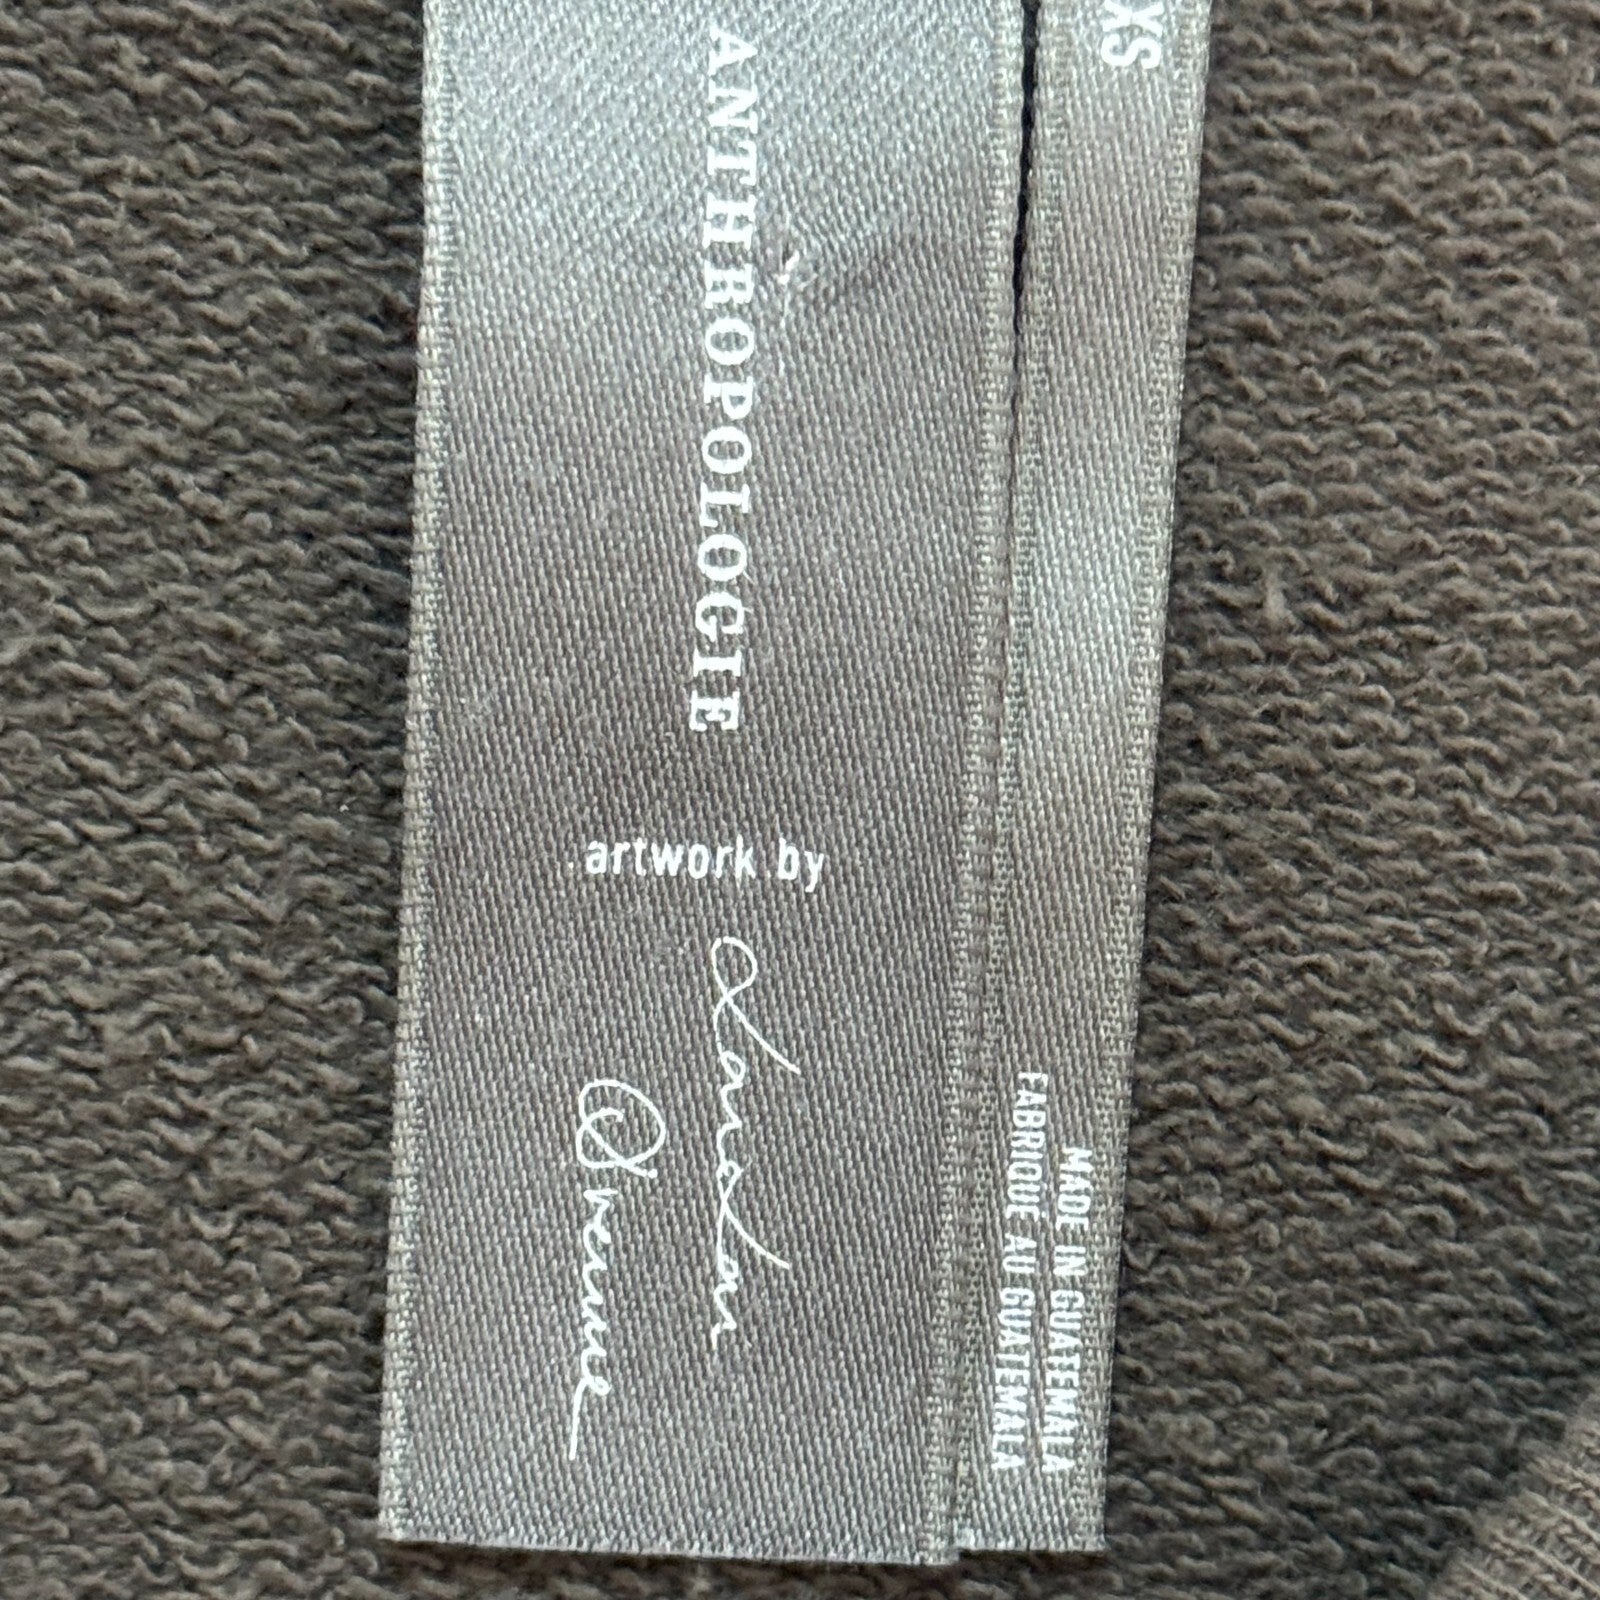 ANTHROPOLOGIE
artwork by
XS
MADE IN GUATEMALA
FABRIQUE AU GUATEMALA